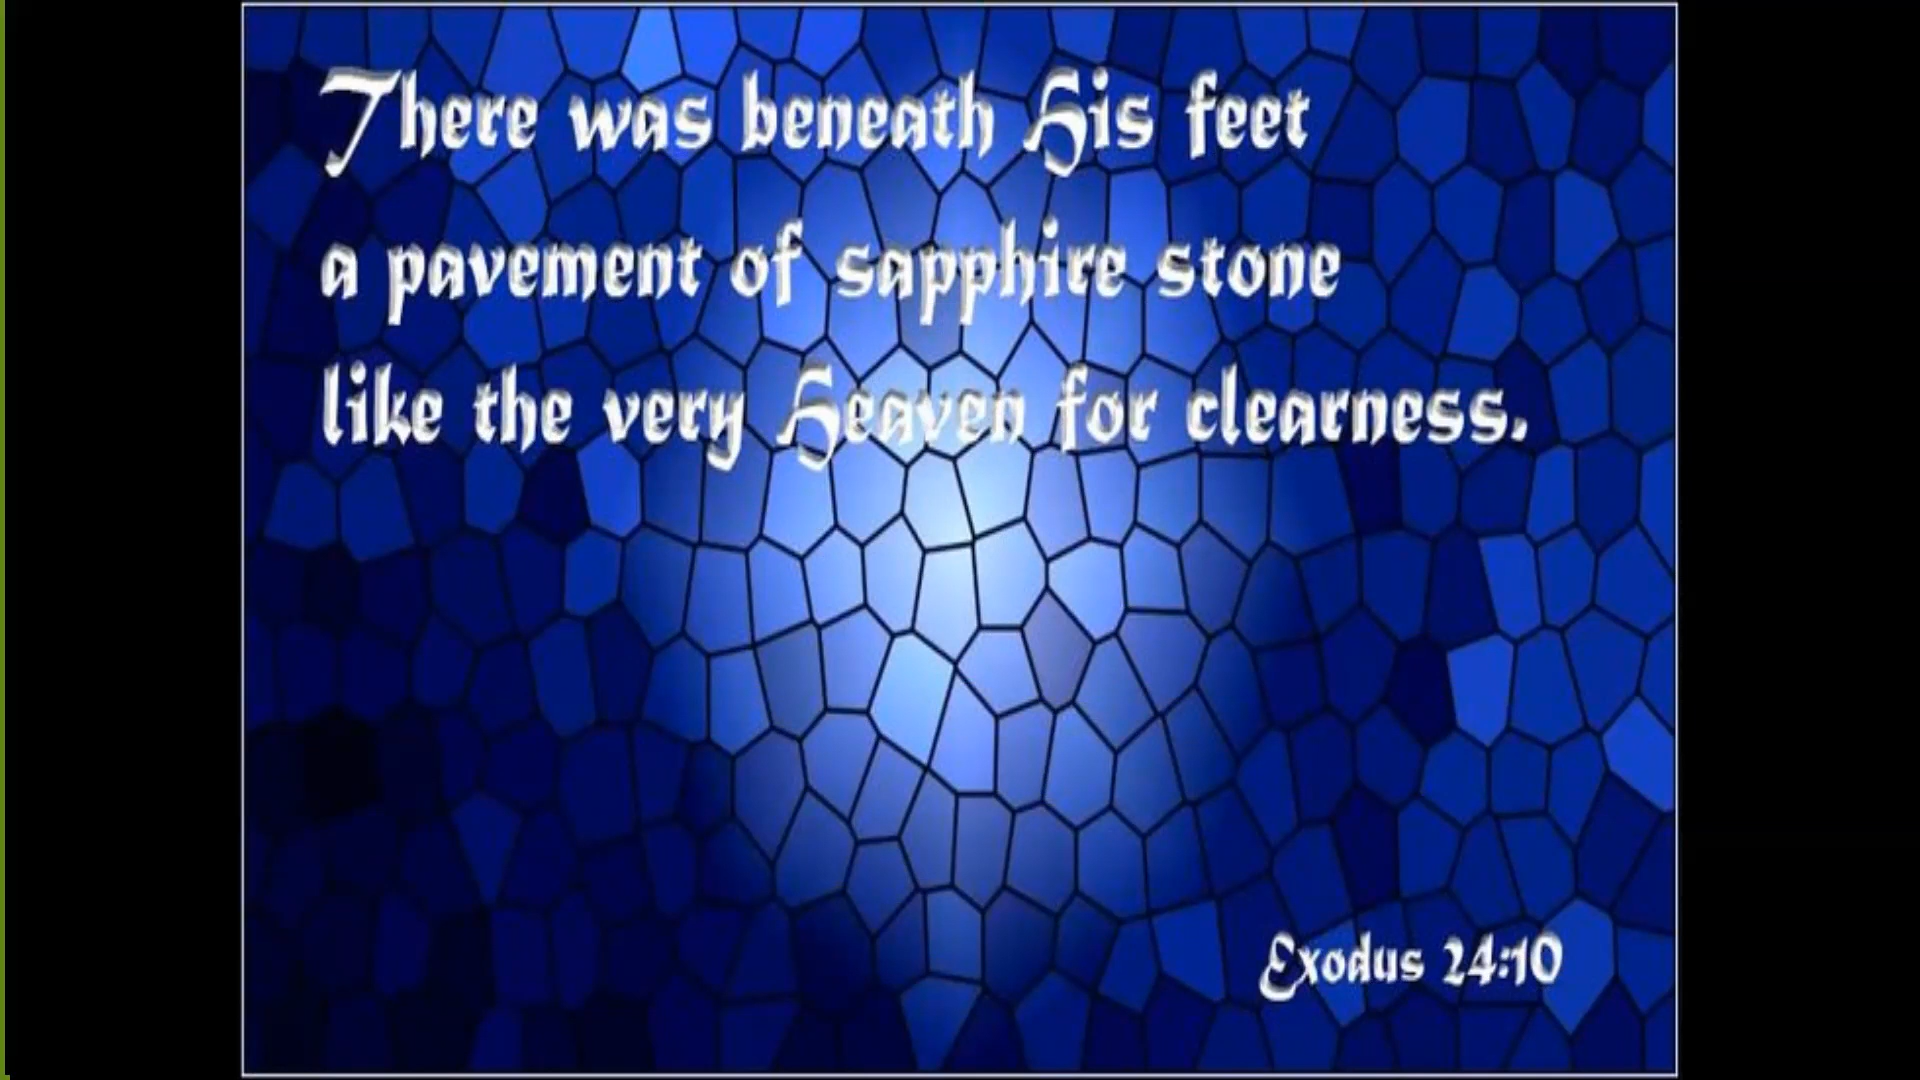 There was beneath His feet
a pavement of sapphire stone
like the very Heaven for clearness.
Exodus 24:10